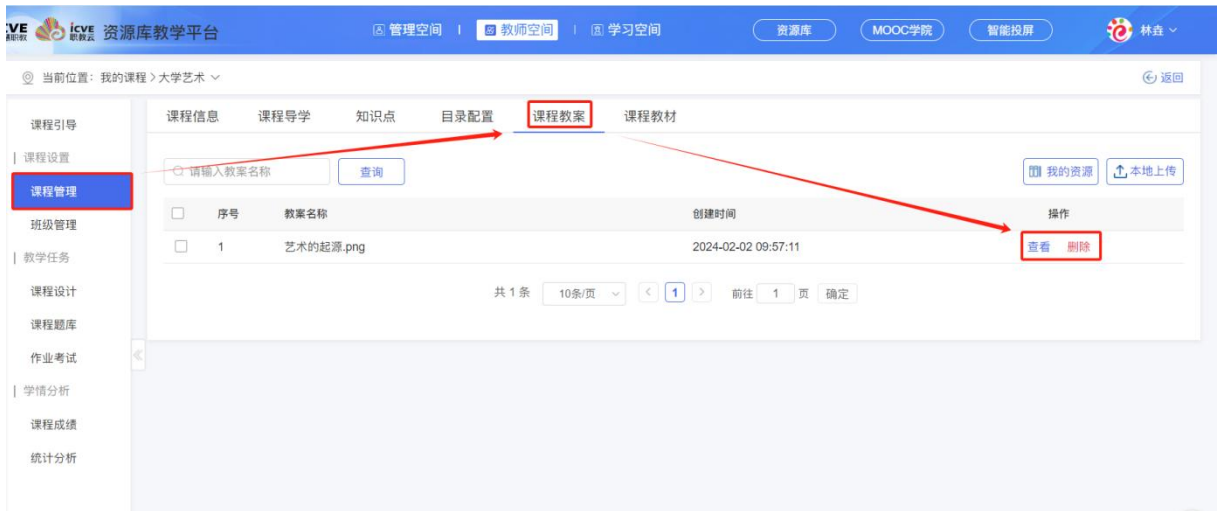 icve 职教云 资源库教学平台 管理空间 教师空间 学习空间 资源库 MOOC学院 智能投屏 林垚
当前位置：我的课程 > 大学艺术 返回
课程引导
课程设置
课程管理
班级管理
教学任务
课程设计
课程题库
作业考试
学情分析
课程成绩
统计分析
课程信息 课程导学 知识点 目录配置 课程教案 课程教材
请输入教案名称 查询 我的资源 本地上传
序号 教案名称 创建时间 操作
1 艺术的起源.png 2024-02-02 09:57:11 查看 删除
共 1 条 10条/页 < 1 > 前往 1 页 确定